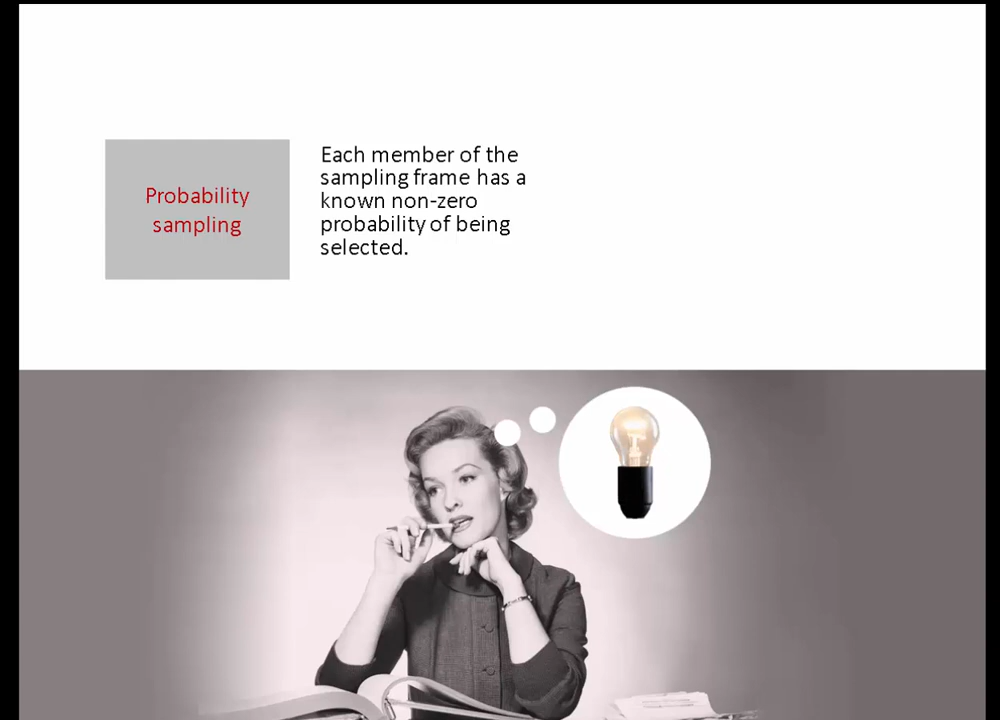 Probability
sampling
Each member of the
sampling frame has a
known non-zero
probability of being
selected.